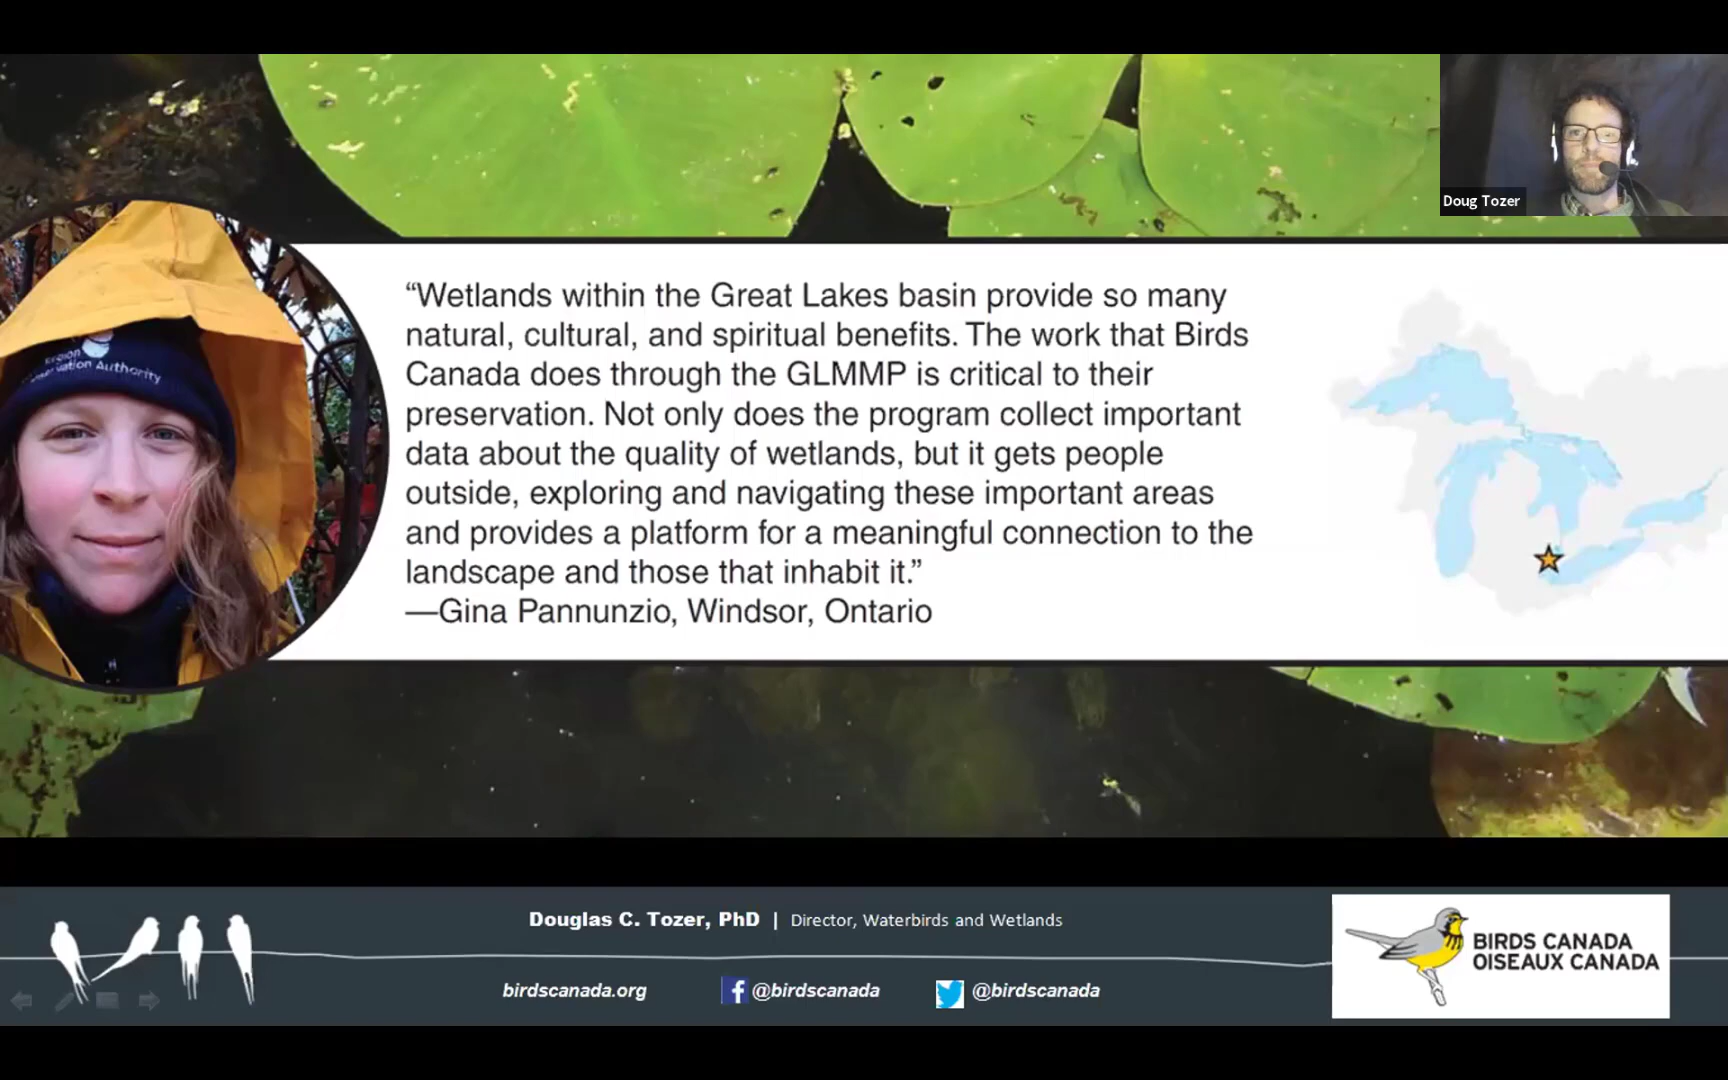 Doug Tozer
Conservation Authority
“Wetlands within the Great Lakes basin provide so many
natural, cultural, and spiritual benefits. The work that Birds
Canada does through the GLMMP is critical to their
preservation. Not only does the program collect important
data about the quality of wetlands, but it gets people
outside, exploring and navigating these important areas
and provides a platform for a meaningful connection to the
landscape and those that inhabit it.”
—Gina Pannunzio, Windsor, Ontario
Douglas C. Tozer, PhD | Director, Waterbirds and Wetlands
birdscanada.org @birdscanada @birdscanada
BIRDS CANADA
OISEAUX CANADA